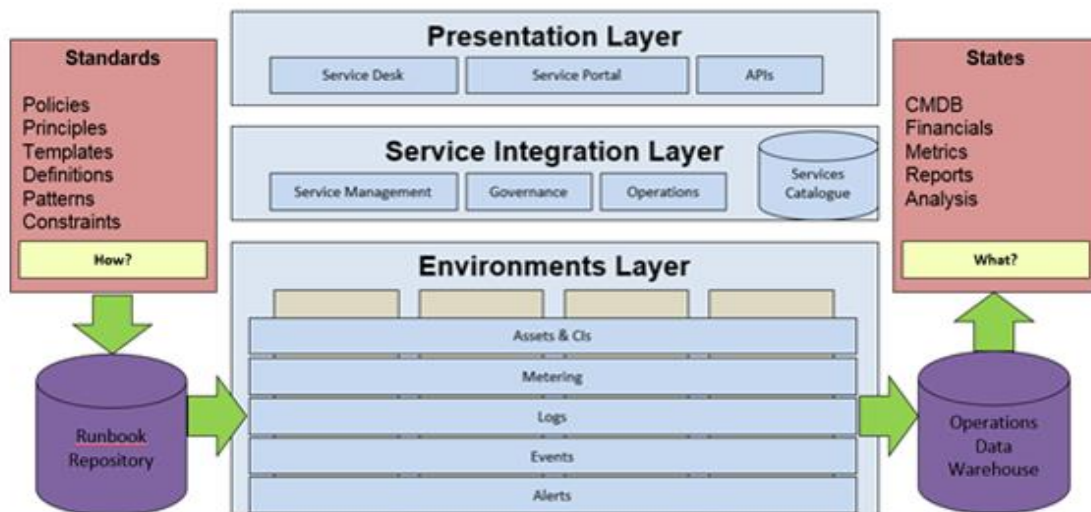 Standards
Policies
Principles
Templates
Definitions
Patterns
Constraints
How?
Runbook
Repository
Presentation Layer
Service Desk
Service Portal
APIs
Service Integration Layer
Service Management
Governance
Operations
Services
Catalogue
Environments Layer
Assets & CIs
Metering
Logs
Events
Alerts
States
CMDB
Financials
Metrics
Reports
Analysis
What?
Operations
Data
Warehouse